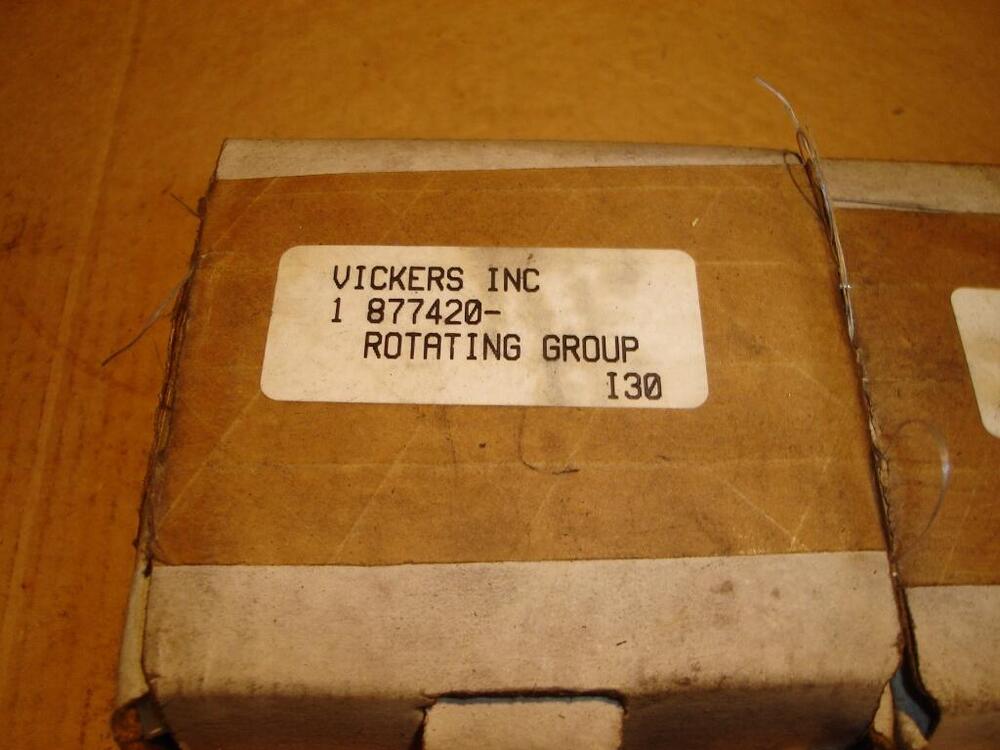 VICKERS INC
1 877420-
ROTATING GROUP
I30